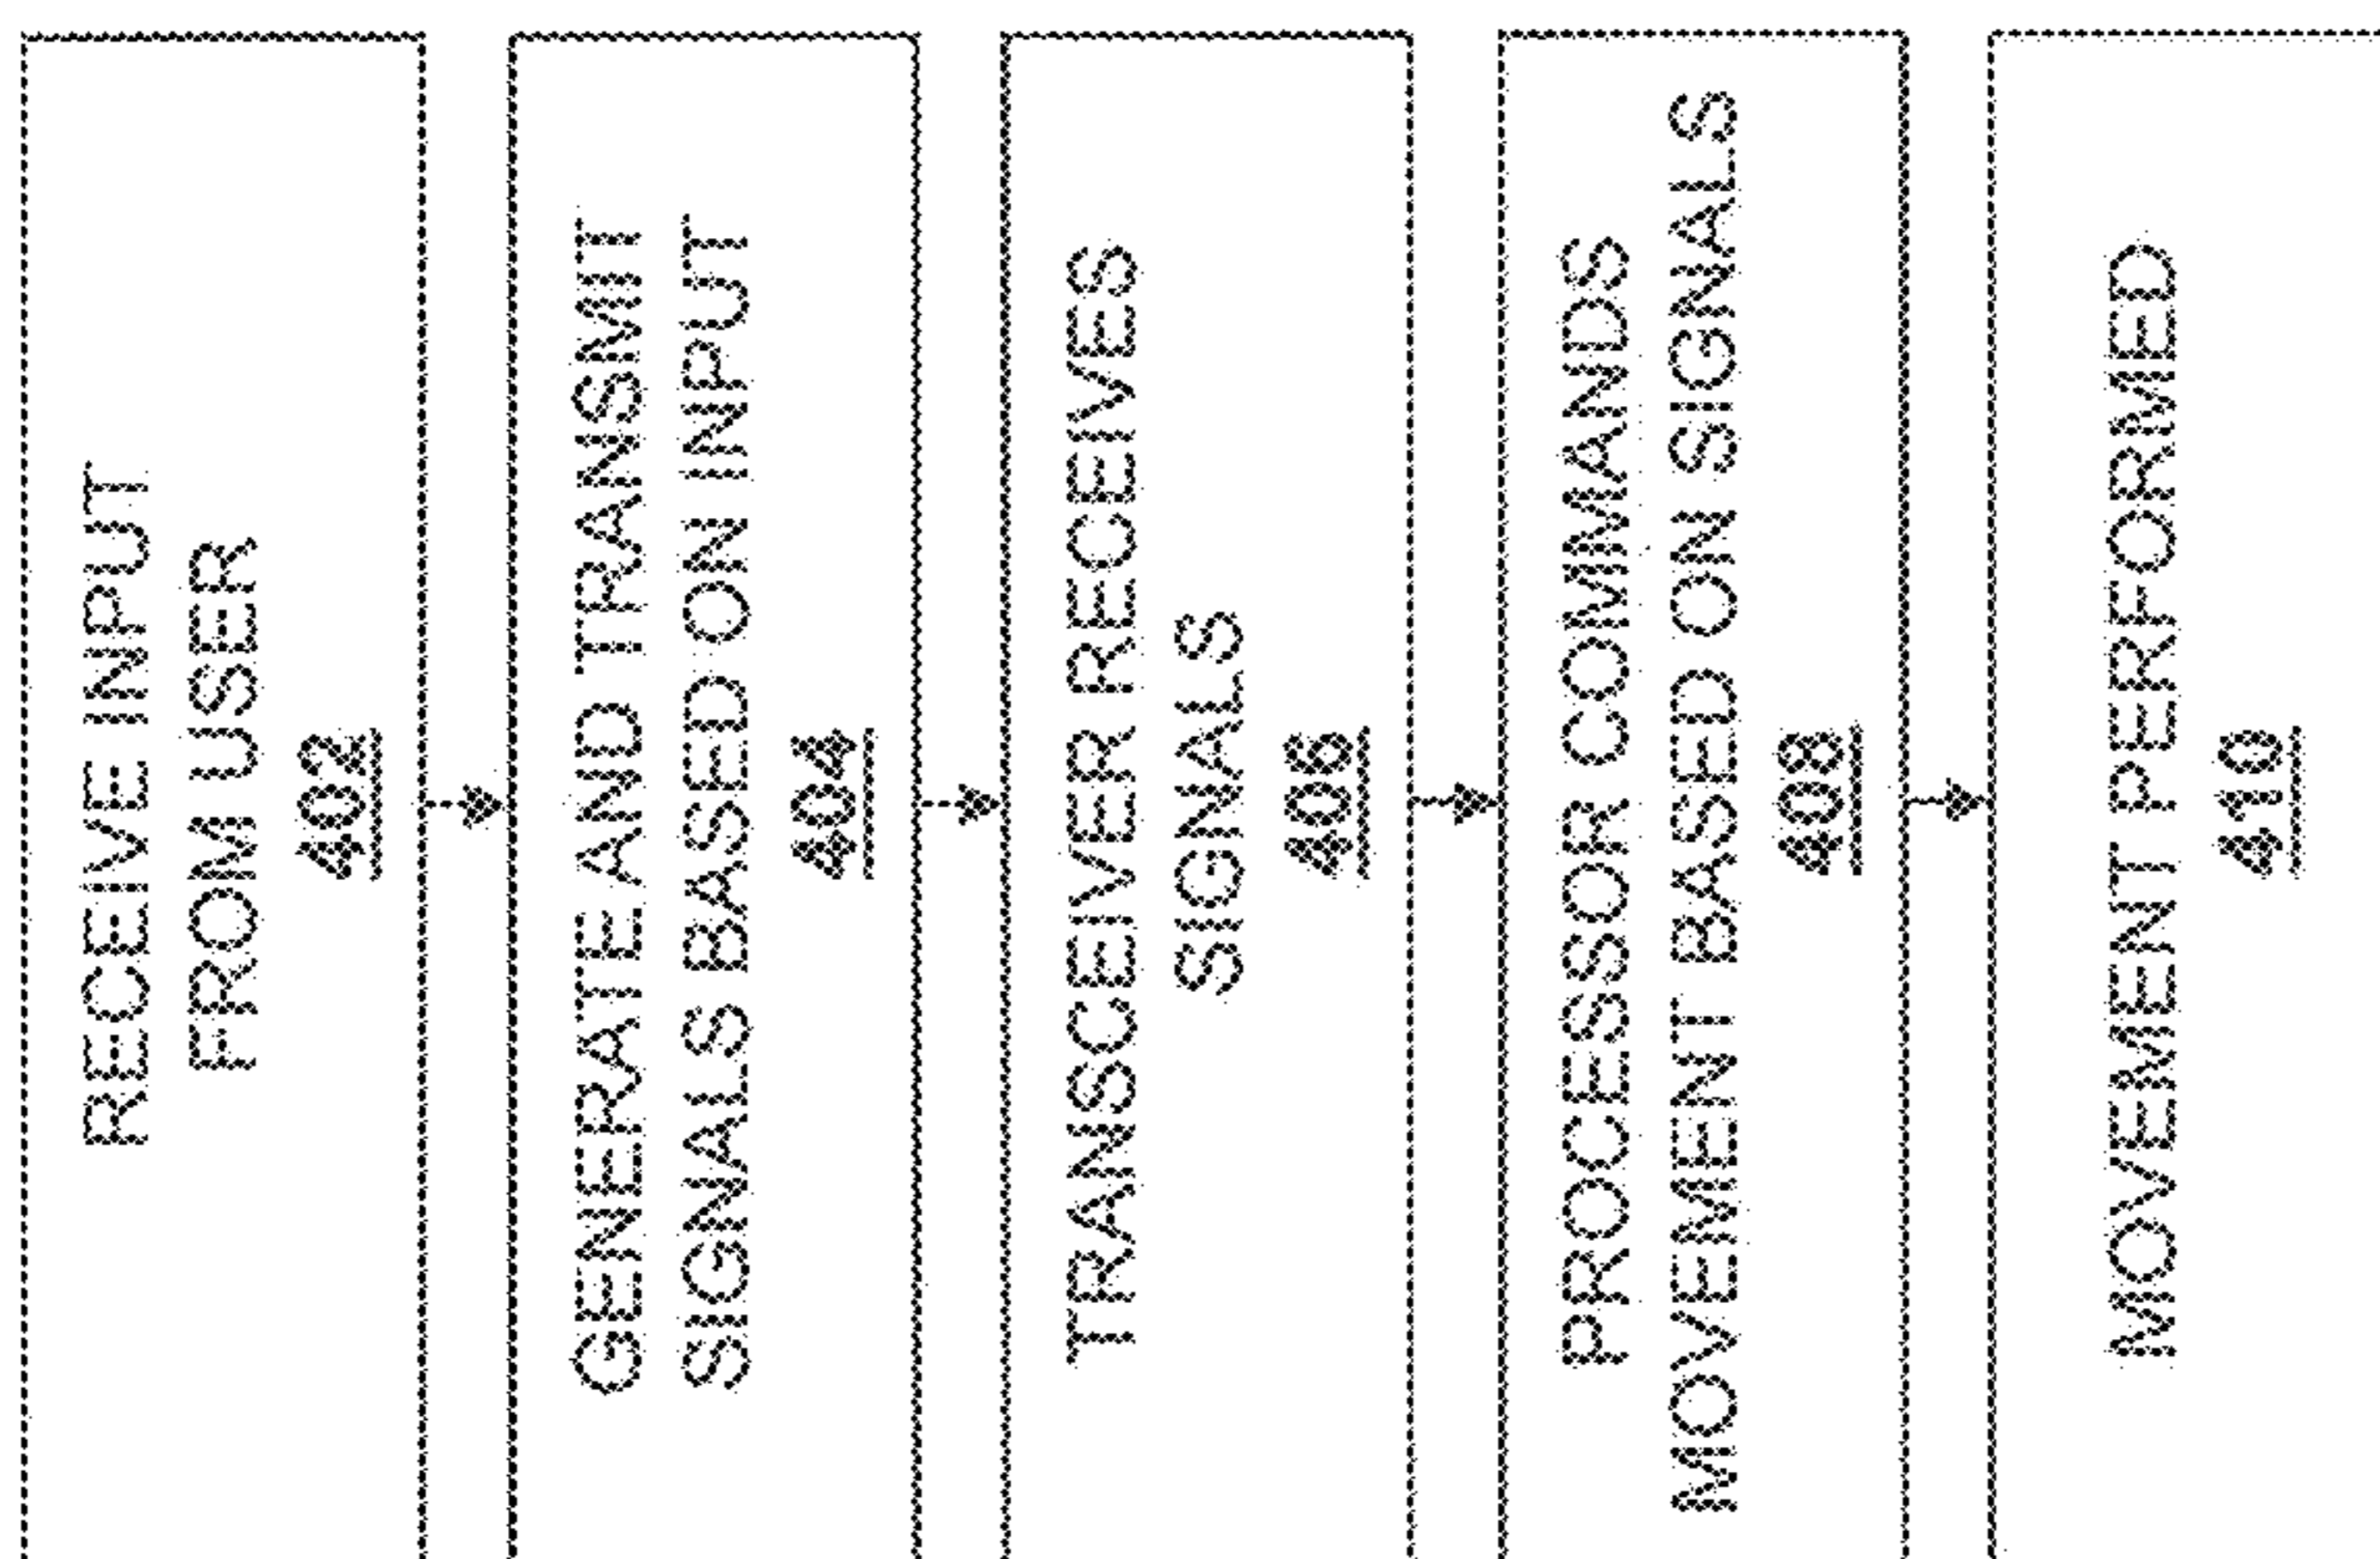 RECEIVE INPUT
FROM USER
402
GENERATE AND TRANSMIT
SIGNALS BASED ON INPUT
404
TRANSCEIVER RECEIVES
SIGNALS
406
PROCESSOR COMMANDS
MOVEMENT BASED ON SIGNALS
408
MOVEMENT PERFORMED
410